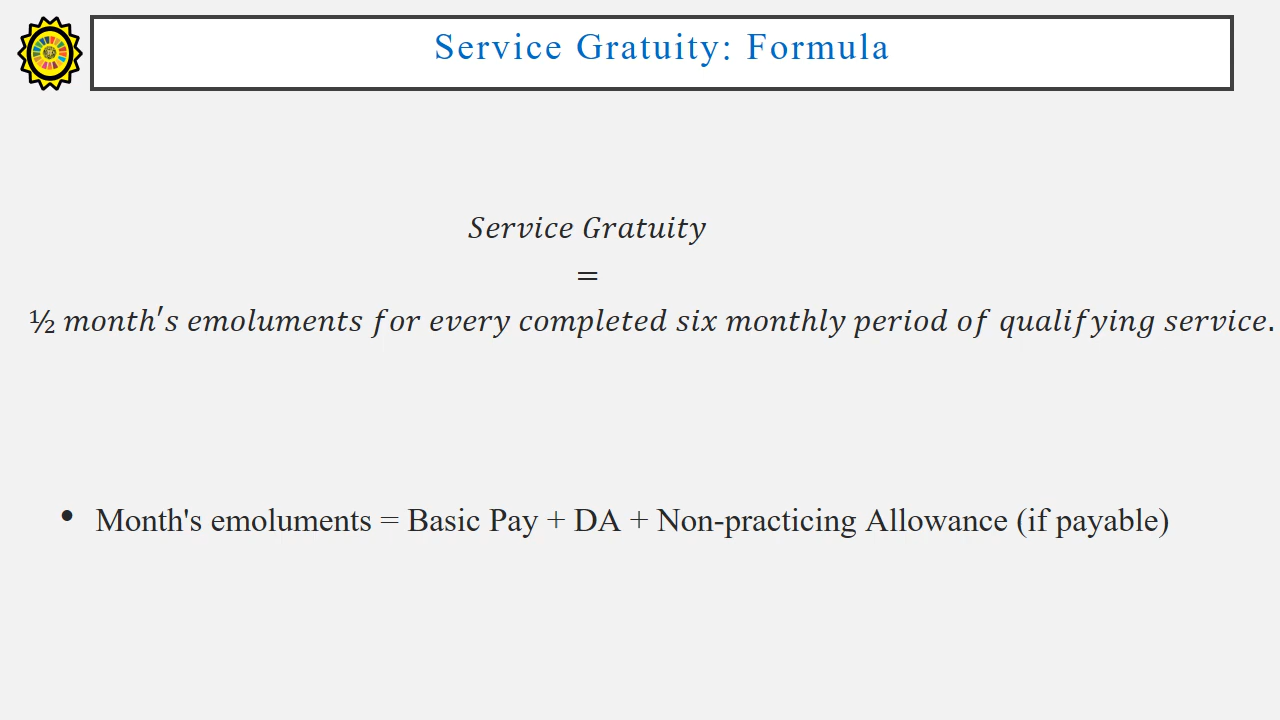 Service Gratuity: Formula
Service Gratuity
=
½ month′s emoluments for every completed six monthly period of qualifying service.
• Month's emoluments = Basic Pay + DA + Non-practicing Allowance (if payable)